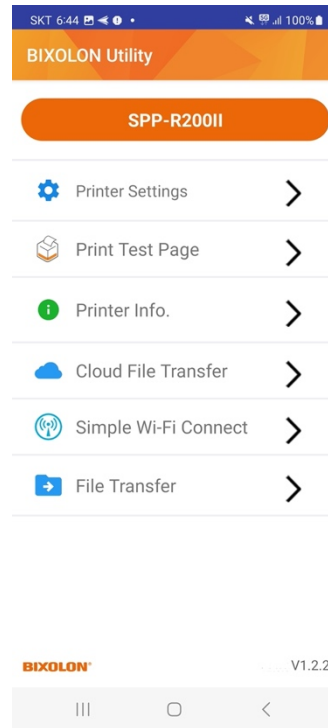 SKT 6:44
100%
BIXOLON Utility
SPP-R200II
Printer Settings
Print Test Page
Printer Info.
Cloud File Transfer
Simple Wi-Fi Connect
File Transfer
BIXOLON®
V1.2.2